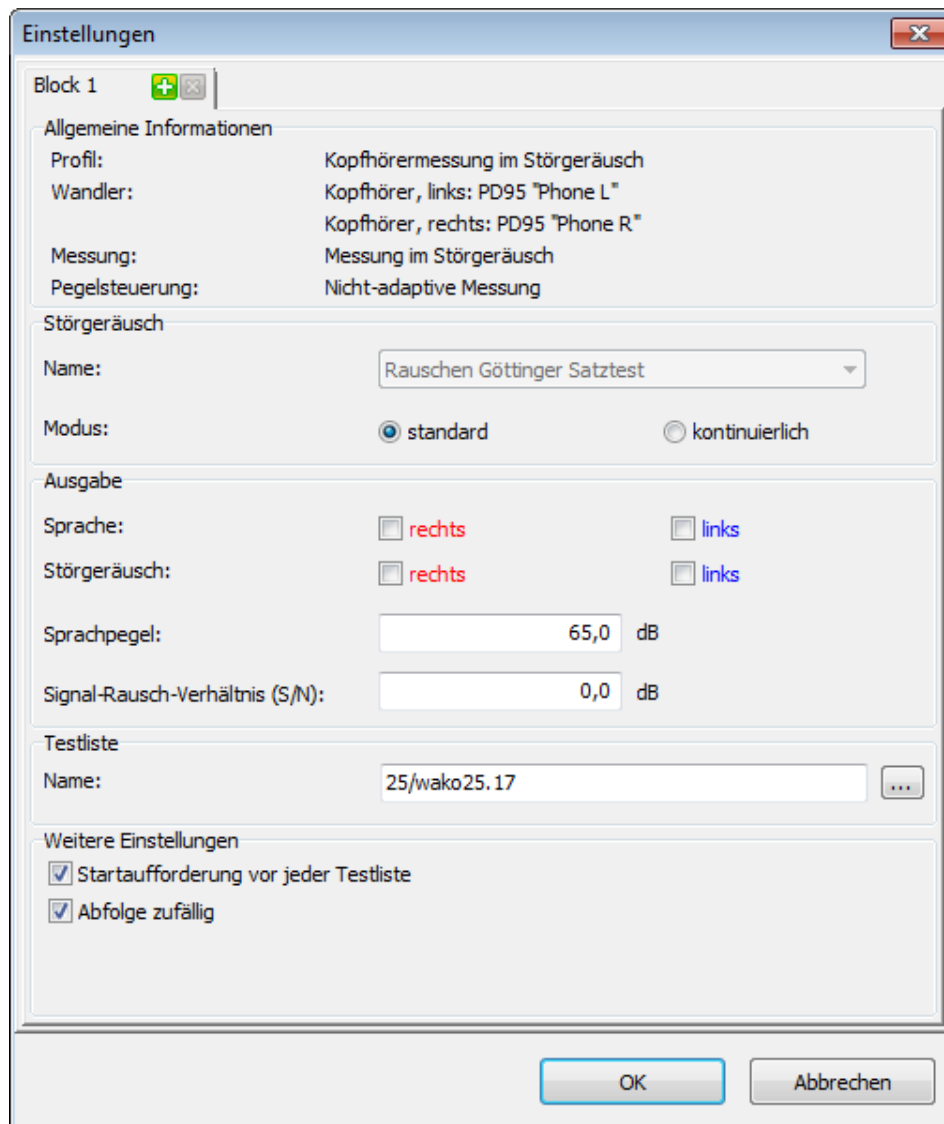 Einstellungen
Block 1
Allgemeine Informationen
Profil: Kopfhörermessung im Störgeräusch
Wandler: Kopfhörer, links: PD95 "Phone L"
Kopfhörer, rechts: PD95 "Phone R"
Messung: Messung im Störgeräusch
Pegelsteuerung: Nicht-adaptive Messung
Störgeräusch
Name: Rauschen Göttinger Satztest
Modus: standard kontinuierlich
Ausgabe
Sprache: rechts links
Störgeräusch: rechts links
Sprachpegel: 65,0 dB
Signal-Rausch-Verhältnis (S/N): 0,0 dB
Testliste
Name: 25/wako25.17 ...
Weitere Einstellungen
Startaufforderung vor jeder Testliste
Abfolge zufällig
OK Abbrechen